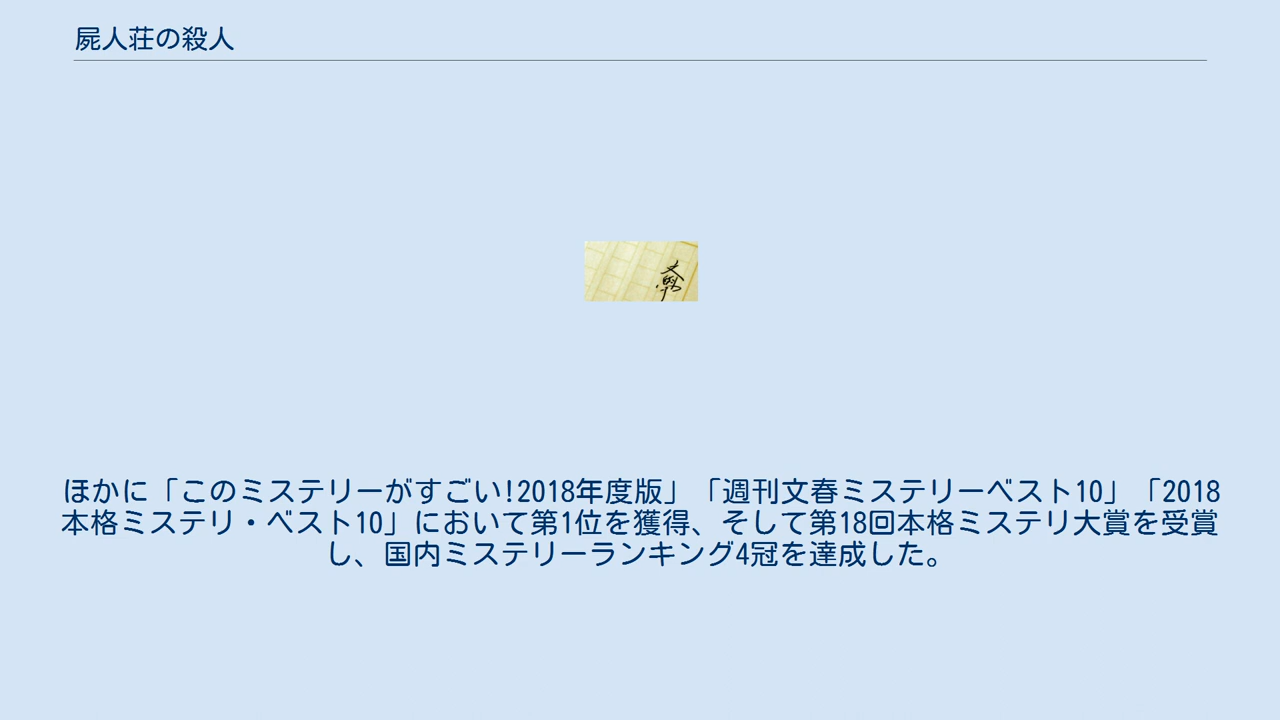 屍人荘の殺人
ほかに「このミステリーがすごい!2018年度版」「週刊文春ミステリーベスト10」「2018
本格ミステリ・ベスト10」において第1位を獲得、そして第18回本格ミステリ大賞を受賞
し、国内ミステリーランキング4冠を達成した。